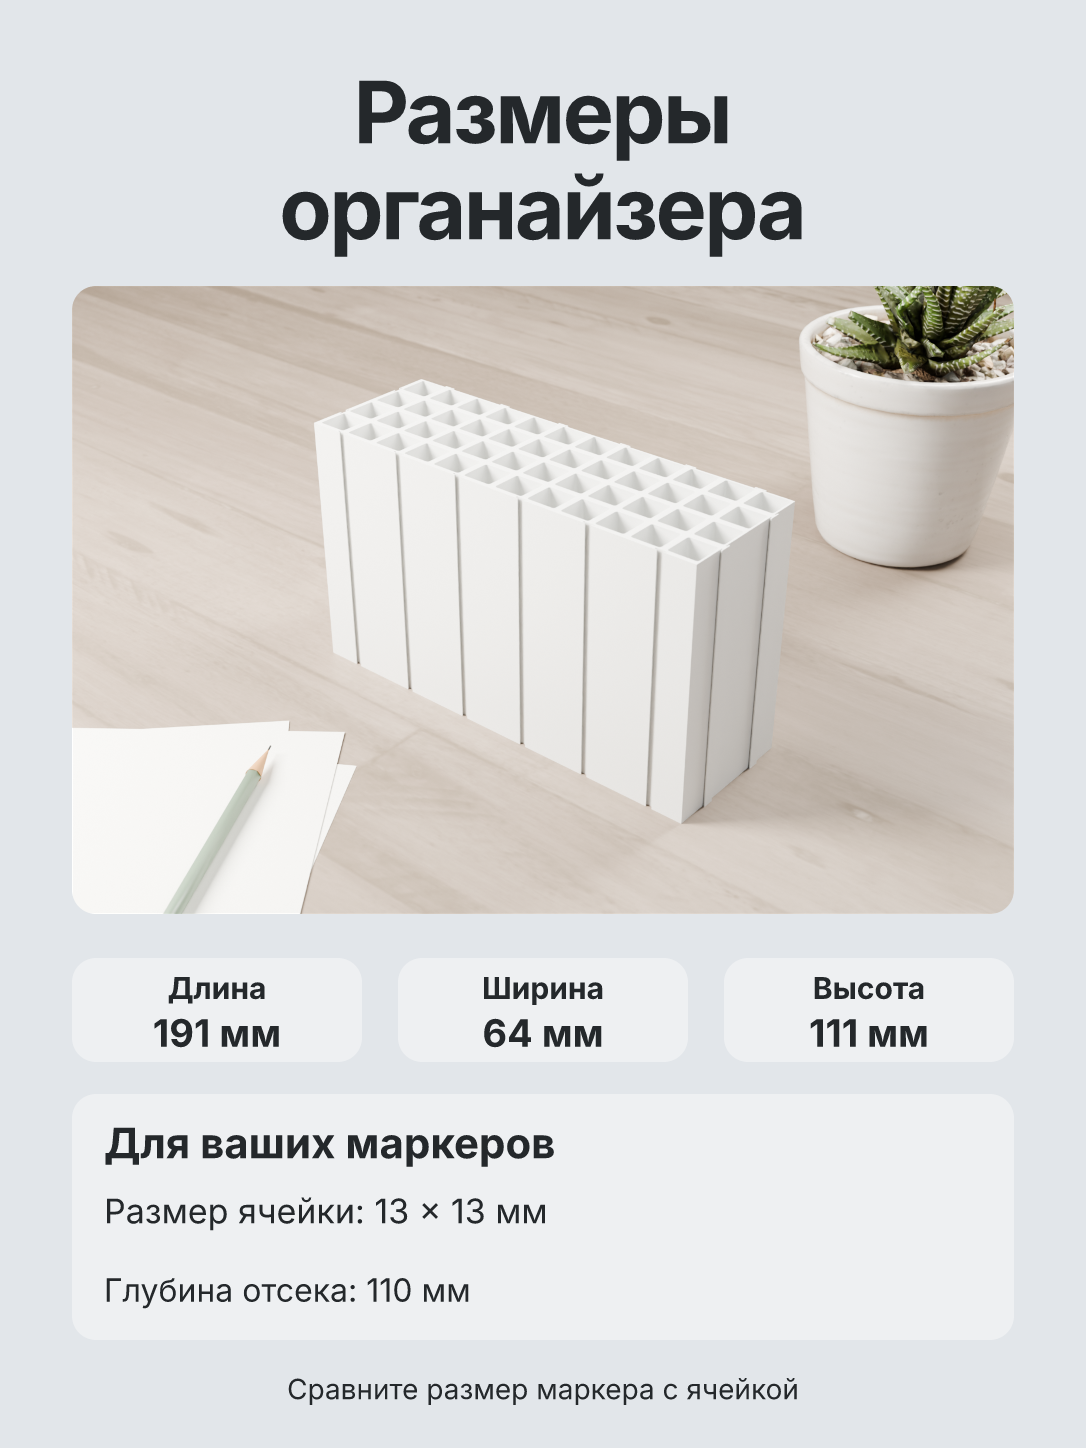 Размеры
органайзера
Длина
191 мм
Ширина
64 мм
Высота
111 мм
Для ваших маркеров
Размер ячейки: 13 × 13 мм
Глубина отсека: 110 мм
Сравните размер маркера с ячейкой